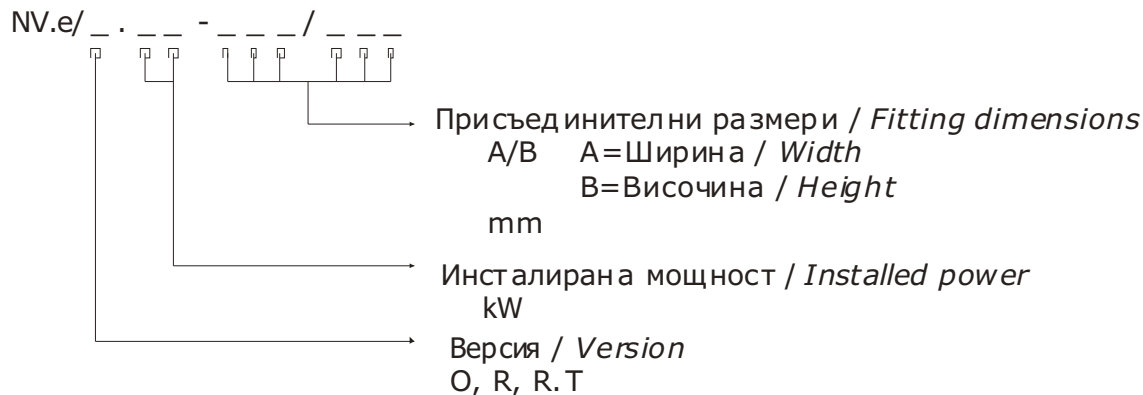 NV.e/ _ . _ _ - _ _ _ / _ _ _
Присъединителни размери / Fitting dimensions
A/B A=Ширина / Width
B=Височина / Height
mm
Инсталирана мощност / Installed power
kW
Версия / Version
O, R, R.T